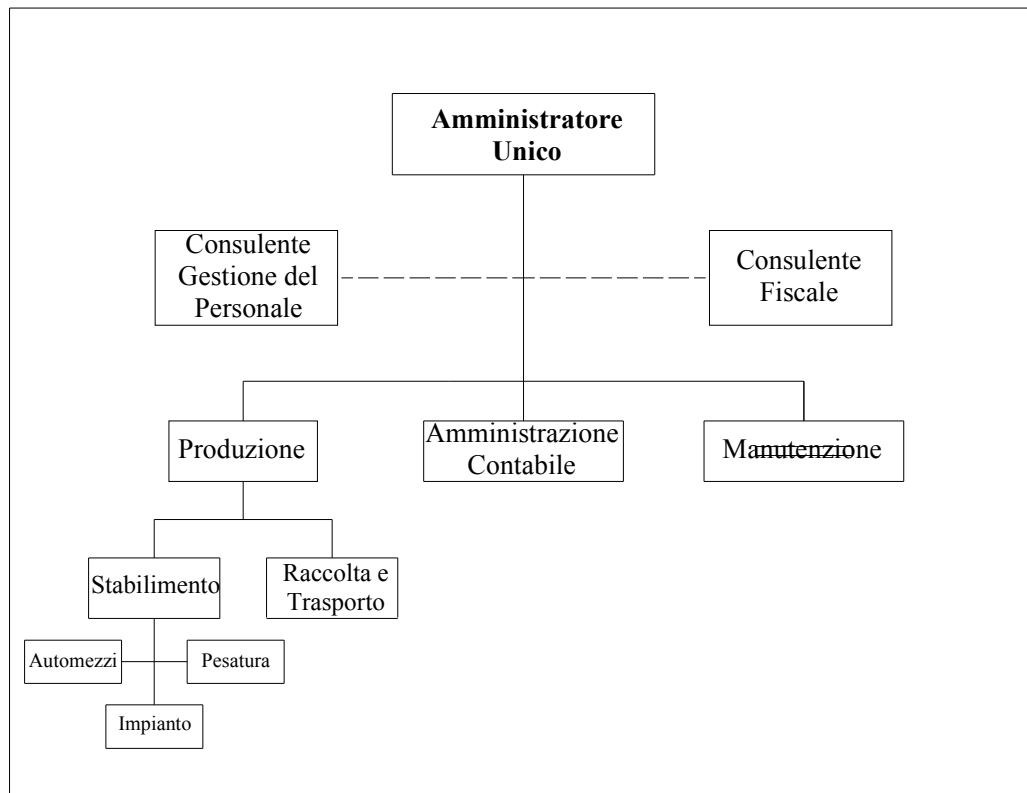 Amministratore
Unico
Consulente
Gestione del
Personale
Consulente
Fiscale
Produzione
Amministrazione
Contabile
Manutenzione
Stabilimento
Raccolta e
Trasporto
Automezzi
Pesatura
Impianto